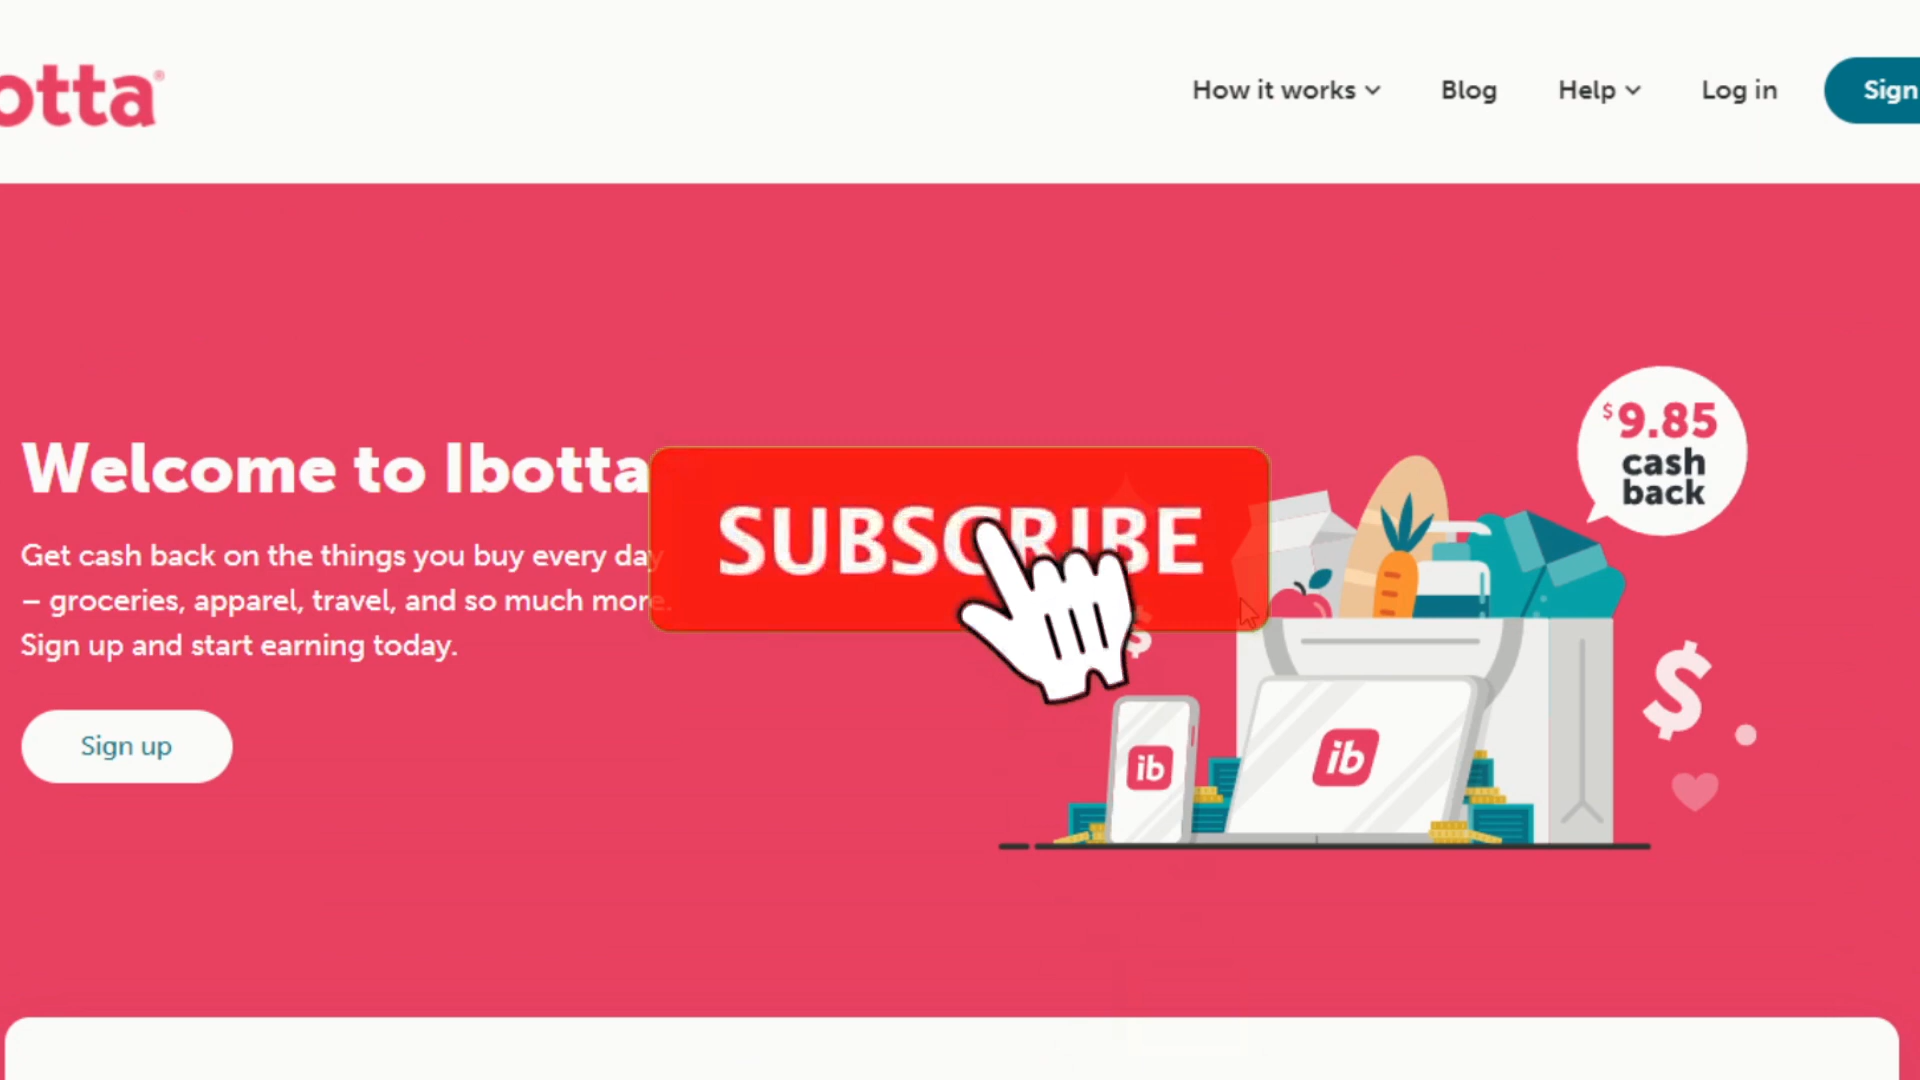 otta®
How it works
Blog
Help
Log in
Sign
Welcome to Ibotta
Get cash back on the things you buy every day
– groceries, apparel, travel, and so much more.
Sign up and start earning today.
Sign up
SUBSCRIBE
$9.85
cash
back
$
$
ib
ib